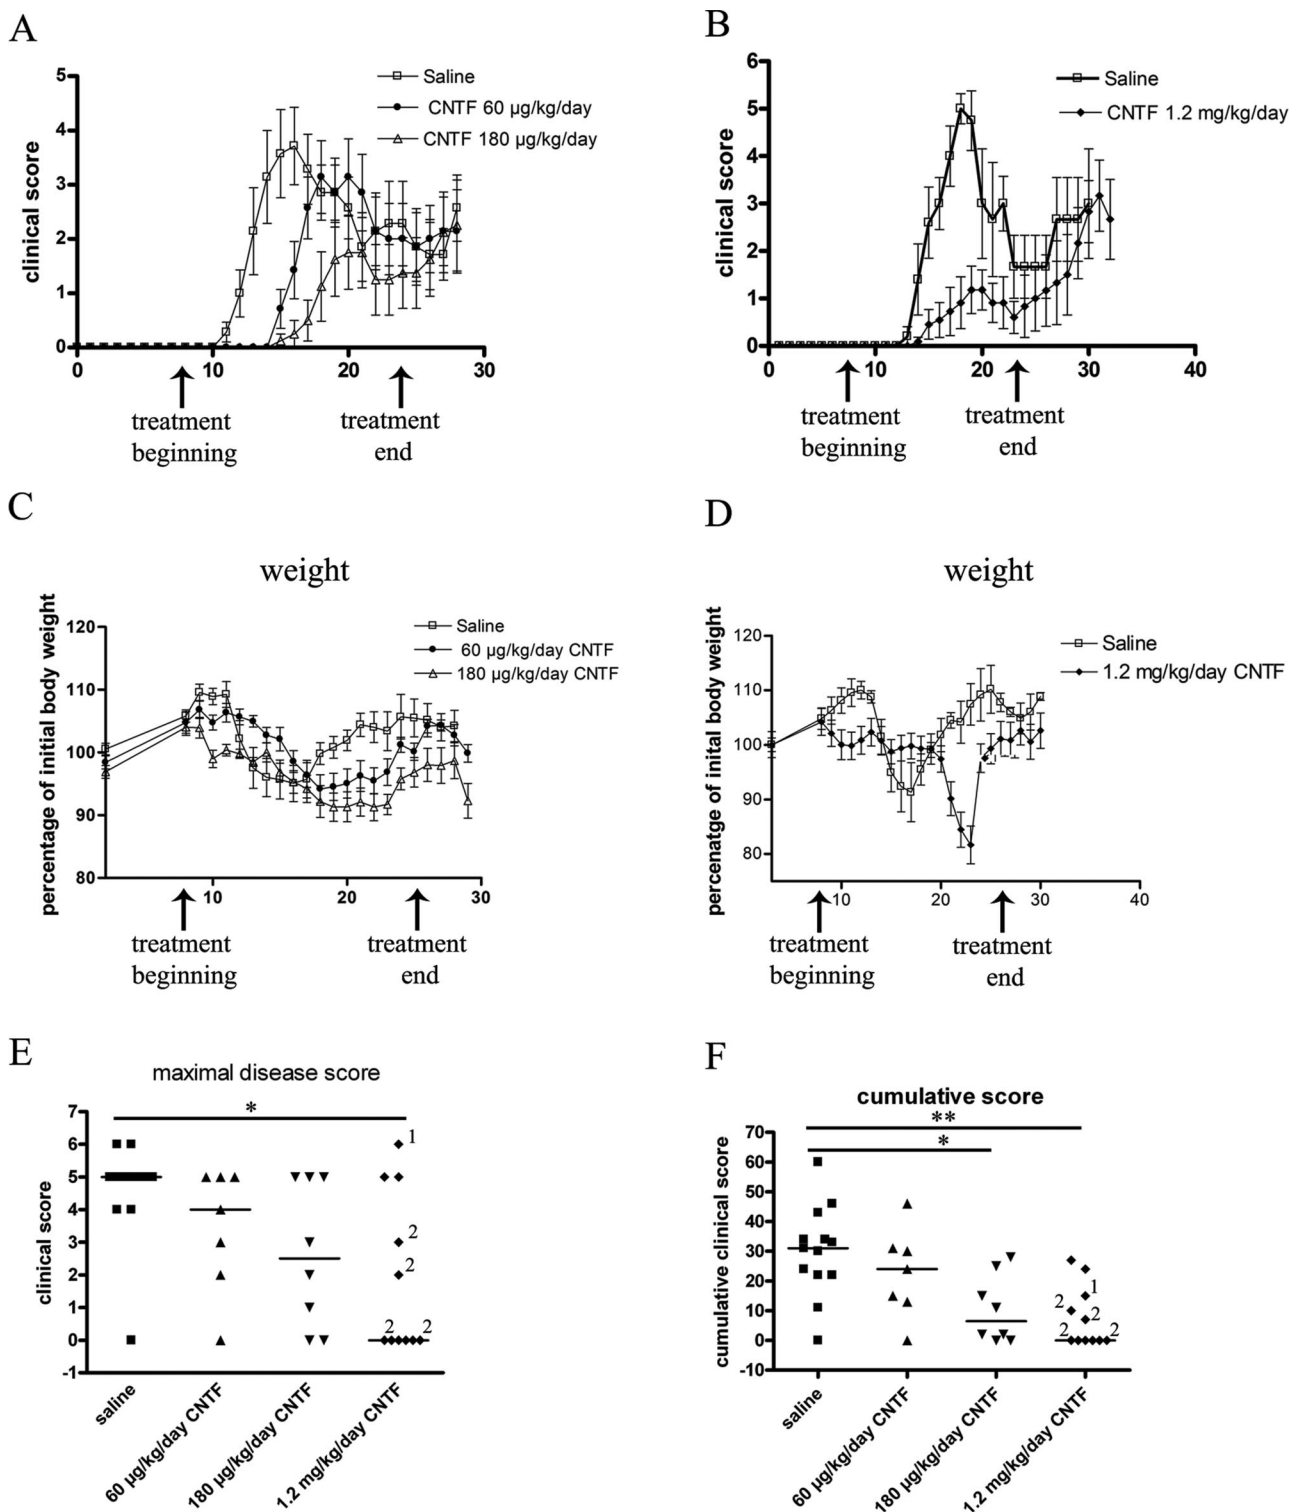 A
5
4
3
2
1
0
clinical score
Saline
CNTF 60 µg/kg/day
CNTF 180 µg/kg/day
0
10
20
30
treatment
beginning
treatment
end
B
6
5
4
3
2
1
0
clinical score
Saline
CNTF 1.2 mg/kg/day
0
10
20
30
40
treatment
beginning
treatment
end
C
weight
percentage of initial body weight
120
110
100
90
80
Saline
60 µg/kg/day CNTF
180 µg/kg/day CNTF
10
20
30
treatment
beginning
treatment
end
D
weight
percenatge of inital body weight
120
110
100
90
80
Saline
1.2 mg/kg/day CNTF
10
20
30
40
treatment
beginning
treatment
end
E
maximal disease score
*
clinical score
7
6
5
4
3
2
1
0
-1
1
2
2
2
2
saline
60 µg/kg/day CNTF
180 µg/kg/day CNTF
1.2 mg/kg/day CNTF
F
cumulative score
**
*
cumulative clinical score
70
60
50
40
30
20
10
0
-10
1
2
2
2
2
saline
60 µg/kg/day CNTF
180 µg/kg/day CNTF
1.2 mg/kg/day CNTF